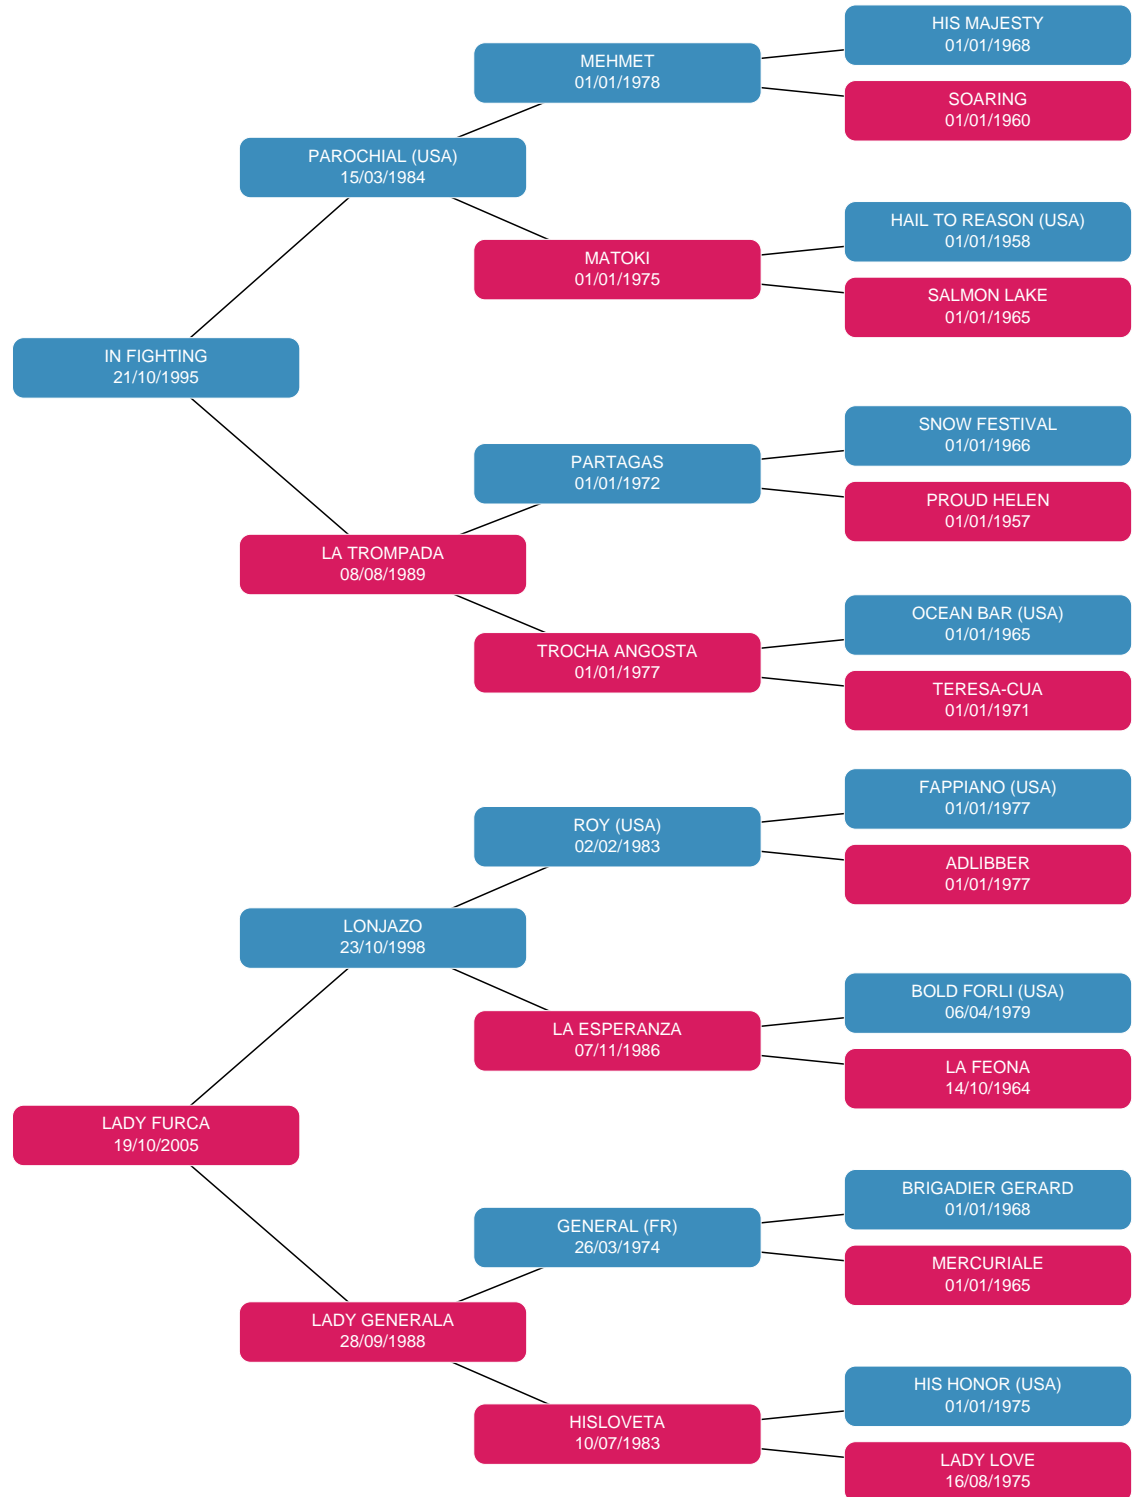 HIS MAJESTY
01/01/1968
MEHMET
01/01/1978
SOARING
01/01/1960
PAROCHIAL (USA)
15/03/1984
HAIL TO REASON (USA)
01/01/1958
MATOKI
01/01/1975
SALMON LAKE
01/01/1965
IN FIGHTING
21/10/1995
SNOW FESTIVAL
01/01/1966
PARTAGAS
01/01/1972
PROUD HELEN
01/01/1957
LA TROMPADA
08/08/1989
OCEAN BAR (USA)
01/01/1965
TROCHA ANGOSTA
01/01/1977
TERESA-CUA
01/01/1971
FAPPIANO (USA)
01/01/1977
ROY (USA)
02/02/1983
ADLIBBER
01/01/1977
LONJAZO
23/10/1998
BOLD FORLI (USA)
06/04/1979
LA ESPERANZA
07/11/1986
LA FEONA
14/10/1964
LADY FURCA
19/10/2005
BRIGADIER GERARD
01/01/1968
GENERAL (FR)
26/03/1974
MERCURIALE
01/01/1965
LADY GENERALA
28/09/1988
HIS HONOR (USA)
01/01/1975
HISLOVETA
10/07/1983
LADY LOVE
16/08/1975